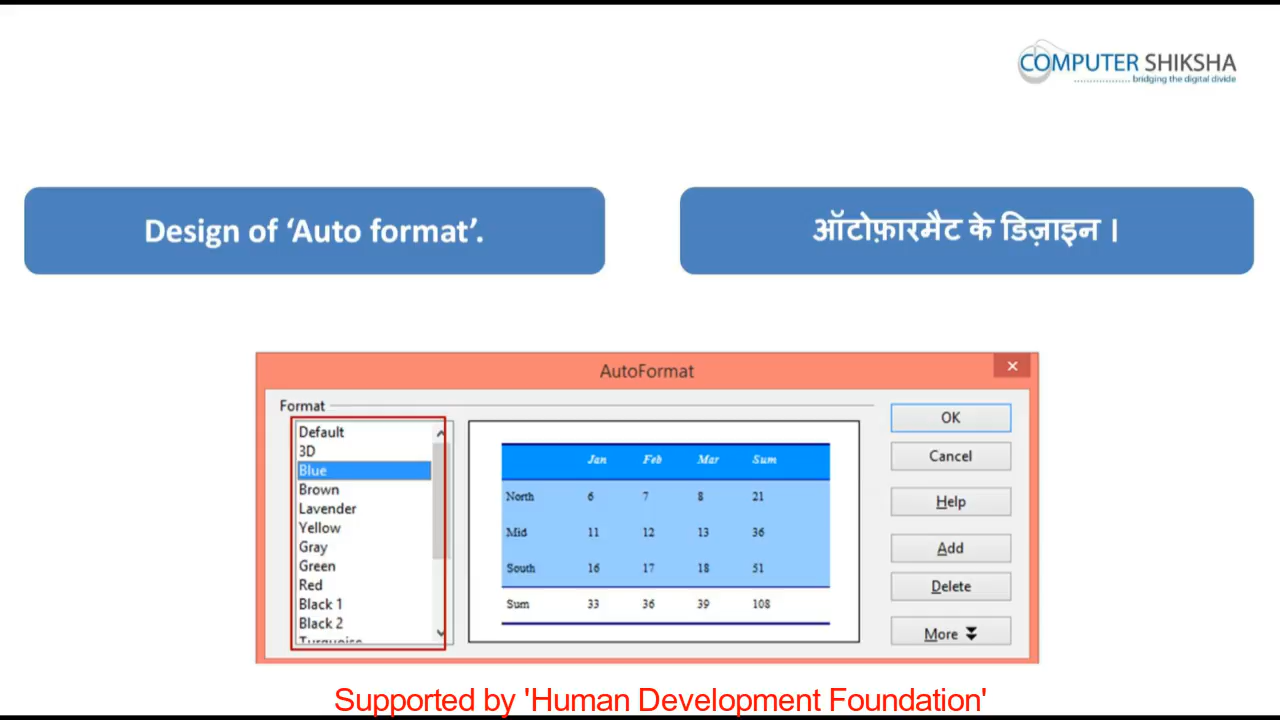 COMPUTER SHIKSHA
bridging the digital divide
Design of ‘Auto format’.
ऑटोफ़ारमैट के डिज़ाइन ।
AutoFormat
Format
Default
3D
Blue
Brown
Lavender
Yellow
Gray
Green
Red
Black 1
Black 2
Turquoise
Jan Feb Mar Sum
North 6 7 8 21
Mid 11 12 13 36
South 16 17 18 51
Sum 33 36 39 108
OK
Cancel
Help
Add
Delete
More
Supported by 'Human Development Foundation'